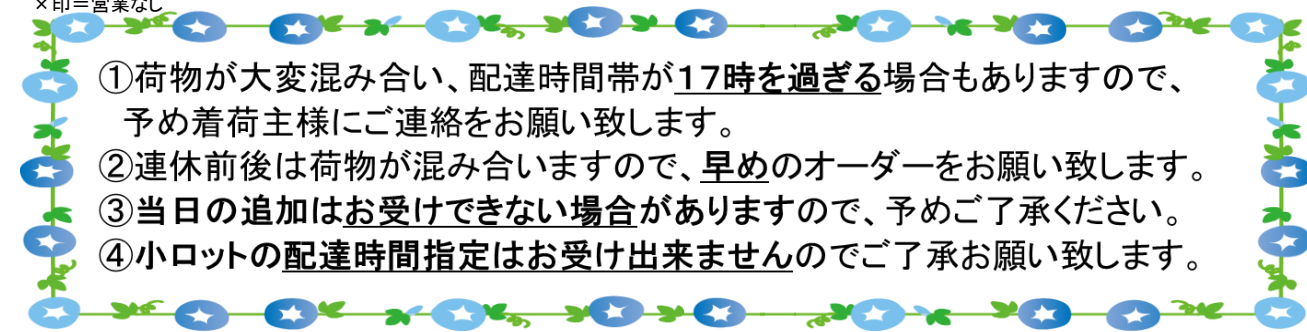 ×印＝営業なし
①荷物が大変混み合い、配達時間帯が１７時を過ぎる場合もありますので、
予め着荷主様にご連絡をお願い致します。
②連休前後は荷物が混み合いますので、早めのオーダーをお願い致します。
③当日の追加はお受けできない場合がありますので、予めご了承ください。
④小ロットの配達時間指定はお受け出来ませんのでご了承お願い致します。